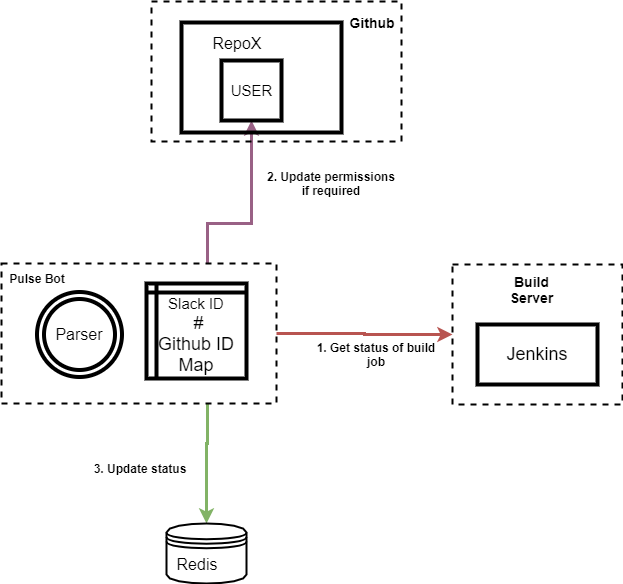 Github
RepoX
USER
2. Update permissions
if required
Pulse Bot
Parser
Slack ID
#
Github ID
Map
1. Get status of build
job
Build
Server
Jenkins
3. Update status
Redis